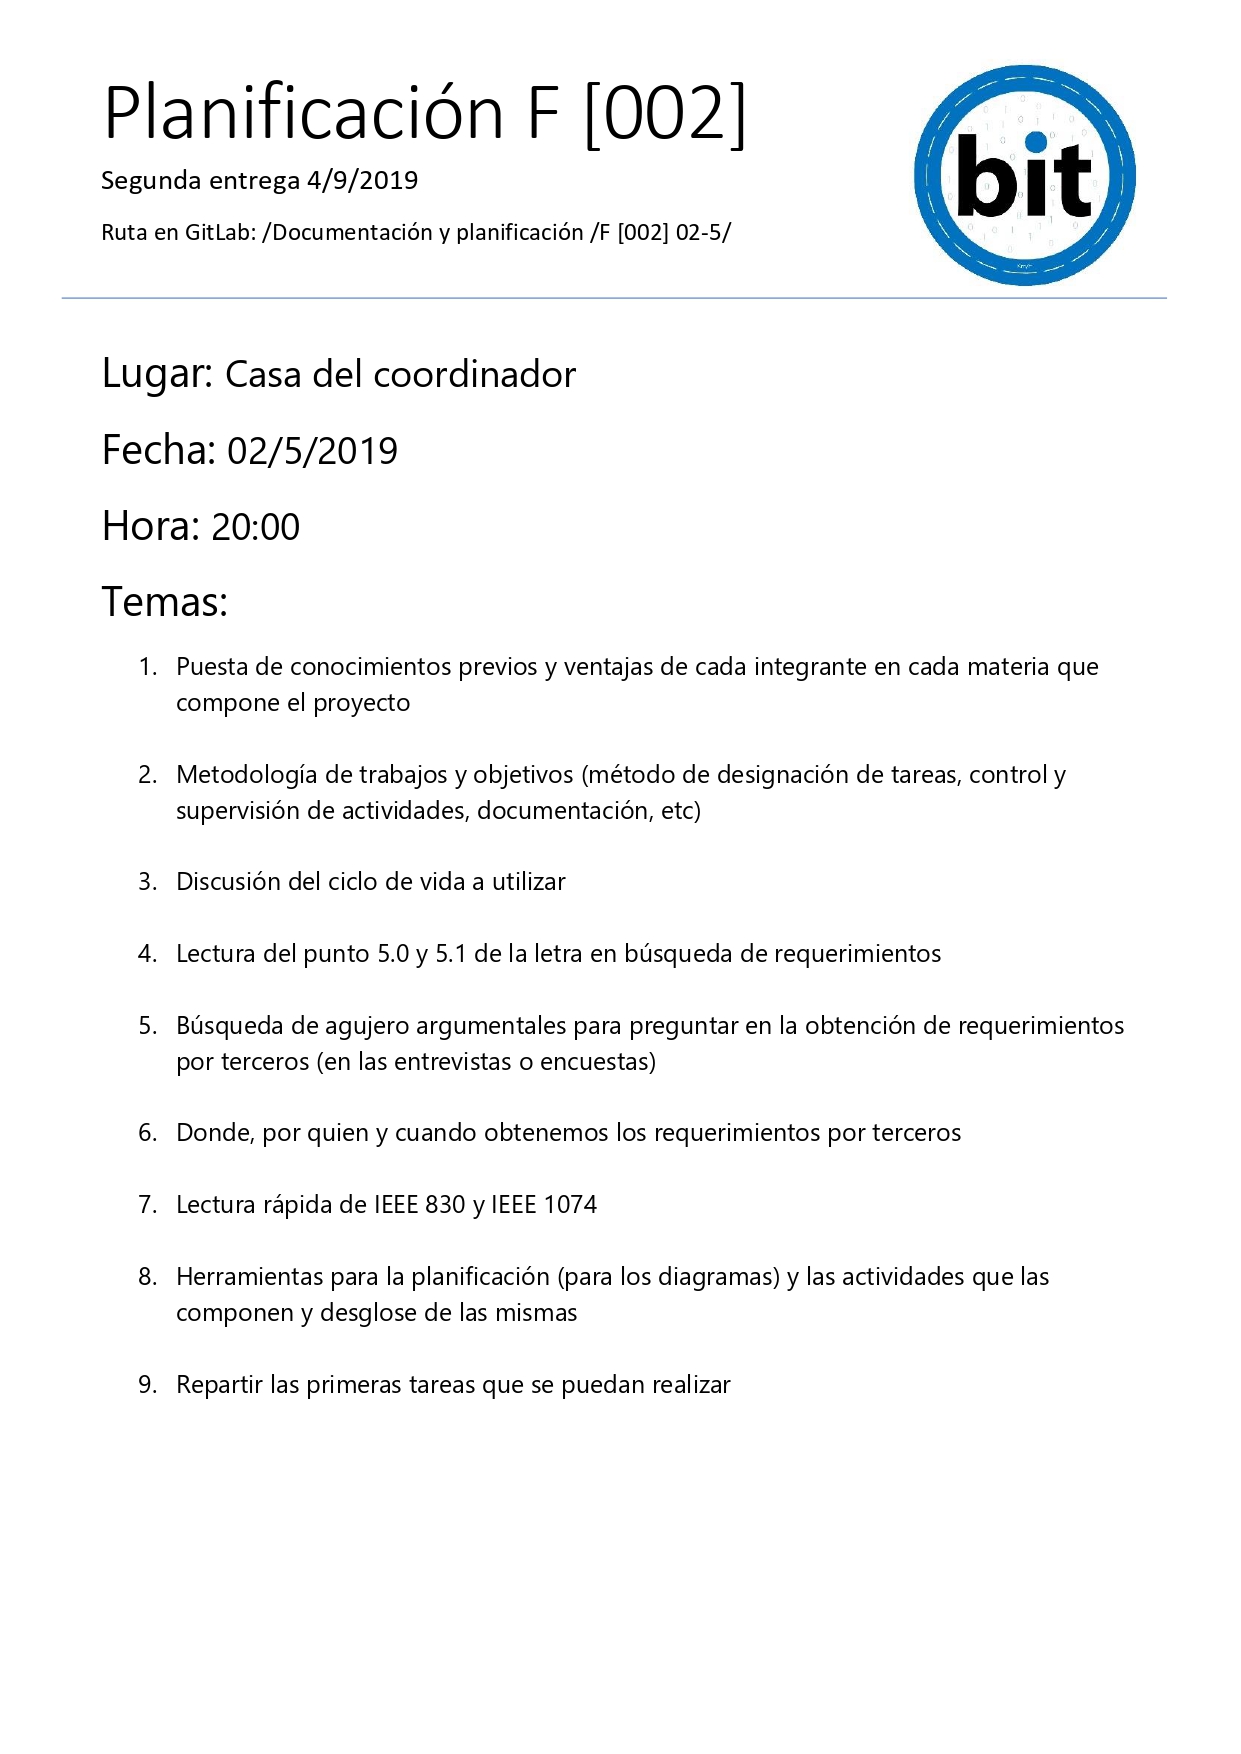 Planificación F [002]
Segunda entrega 4/9/2019
Ruta en GitLab: /Documentación y planificación /F [002] 02-5/
bit
Lugar: Casa del coordinador
Fecha: 02/5/2019
Hora: 20:00
Temas:
1. Puesta de conocimientos previos y ventajas de cada integrante en cada materia que
compone el proyecto
2. Metodología de trabajos y objetivos (método de designación de tareas, control y
supervisión de actividades, documentación, etc)
3. Discusión del ciclo de vida a utilizar
4. Lectura del punto 5.0 y 5.1 de la letra en búsqueda de requerimientos
5. Búsqueda de agujero argumentales para preguntar en la obtención de requerimientos
por terceros (en las entrevistas o encuestas)
6. Donde, por quien y cuando obtenemos los requerimientos por terceros
7. Lectura rápida de IEEE 830 y IEEE 1074
8. Herramientas para la planificación (para los diagramas) y las actividades que las
componen y desglose de las mismas
9. Repartir las primeras tareas que se puedan realizar